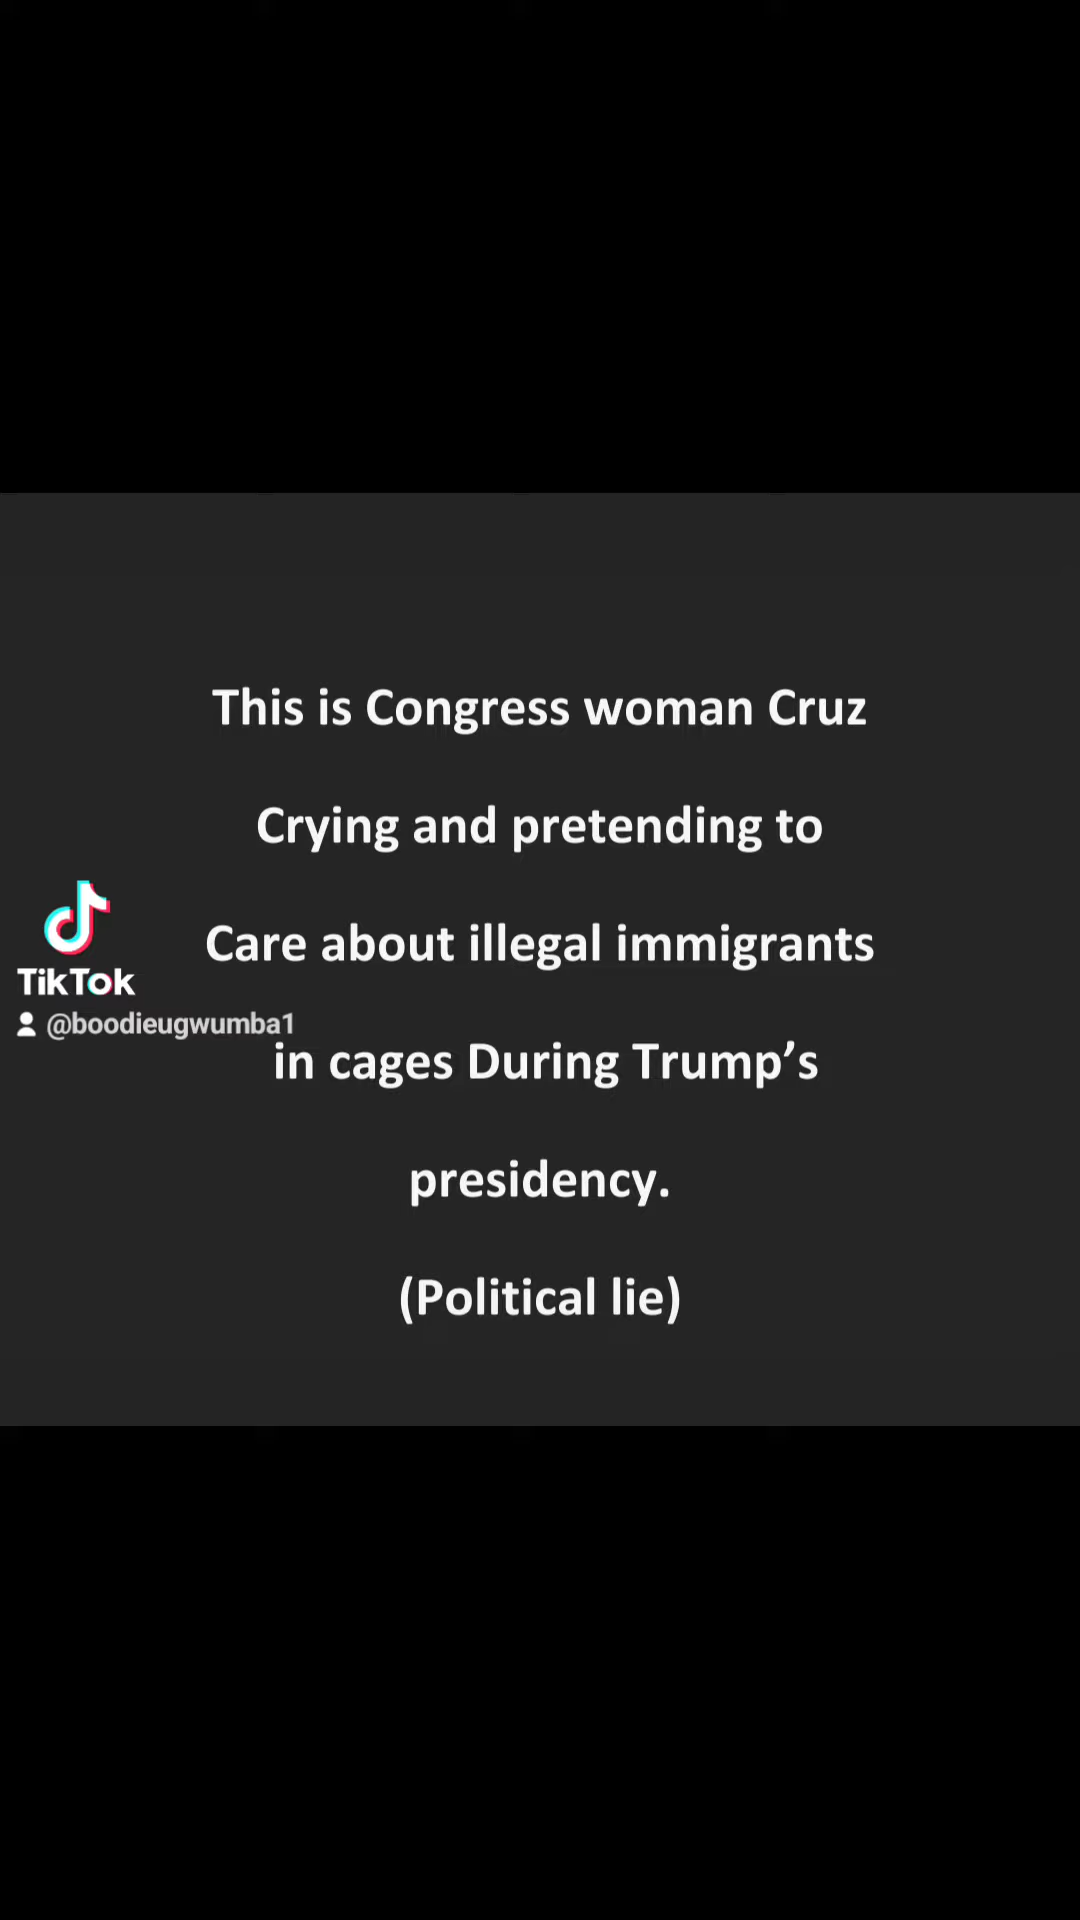 This is Congress woman Cruz
Crying and pretending to
Care about illegal immigrants
TikTok
@boodieugwumba1
in cages During Trump’s
presidency.
(Political lie)